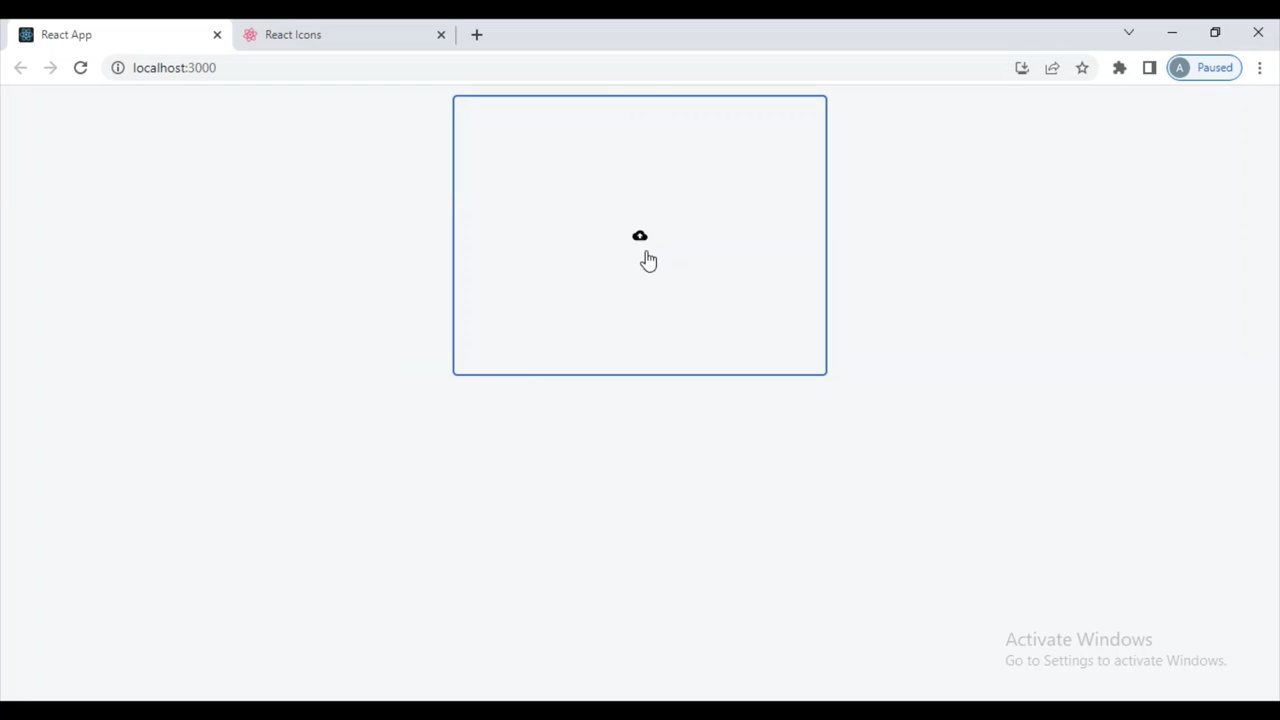 React App
React Icons
localhost:3000
A
Paused
Activate Windows
Go to Settings to activate Windows.